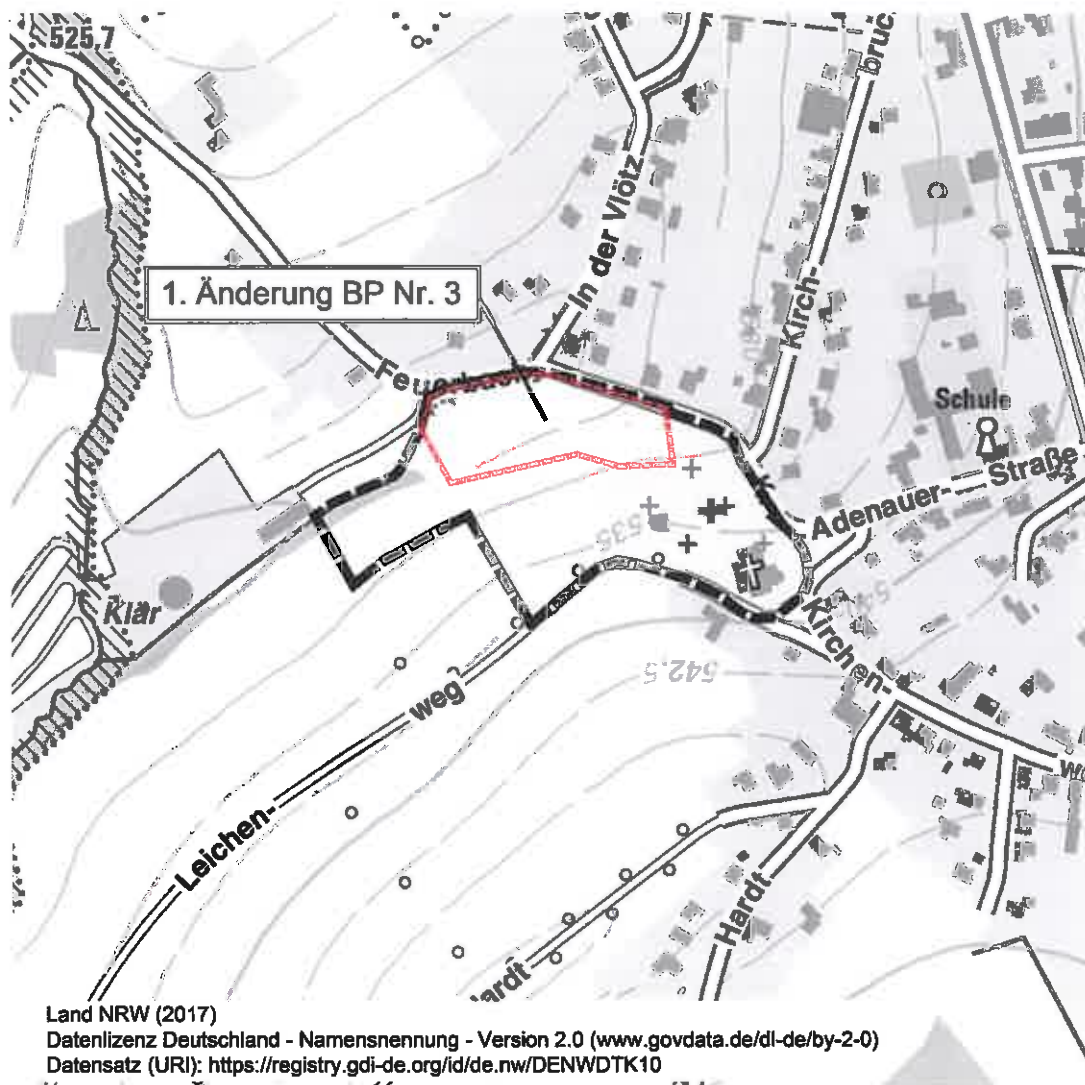 525,7
In der Vlötz
Kirch-
bruch
1. Änderung BP Nr. 3
Schule
Adenauer-
Straße
535
Klär
Kirchen-
542.5
weg
Leichen-
Hardt
Land NRW (2017)
Datenlizenz Deutschland - Namensnennung - Version 2.0 (www.govdata.de/dl-de/by-2-0)
Datensatz (URI): https://registry.gdi-de.org/id/de.nw/DENWDTK10